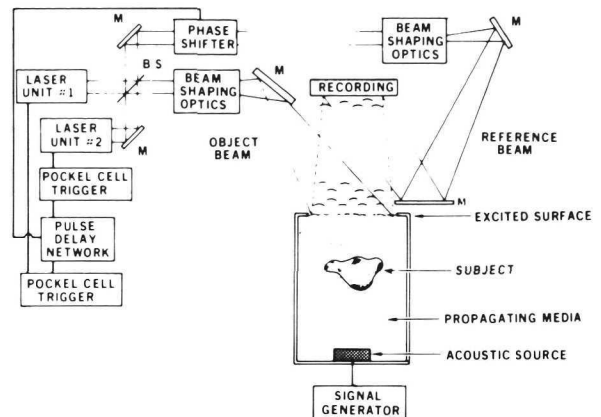 M
PHASE
SHIFTER
BEAM
SHAPING
OPTICS
M
LASER
UNIT #1
B S
BEAM
SHAPING
OPTICS
M
RECORDING
LASER
UNIT #2
M
OBJECT
BEAM
REFERENCE
BEAM
POCKEL CELL
TRIGGER
M
EXCITED SURFACE
PULSE
DELAY
NETWORK
SUBJECT
POCKEL CELL
TRIGGER
PROPAGATING MEDIA
ACOUSTIC SOURCE
SIGNAL
GENERATOR